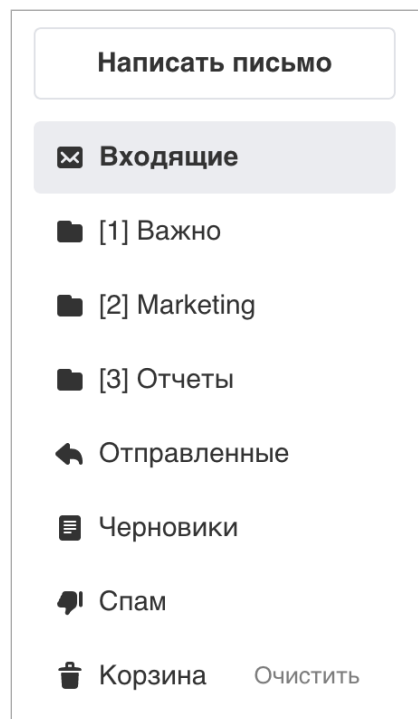 Написать письмо
Входящие
[1] Важно
[2] Marketing
[3] Отчеты
Отправленные
Черновики
Спам
Корзина Очистить